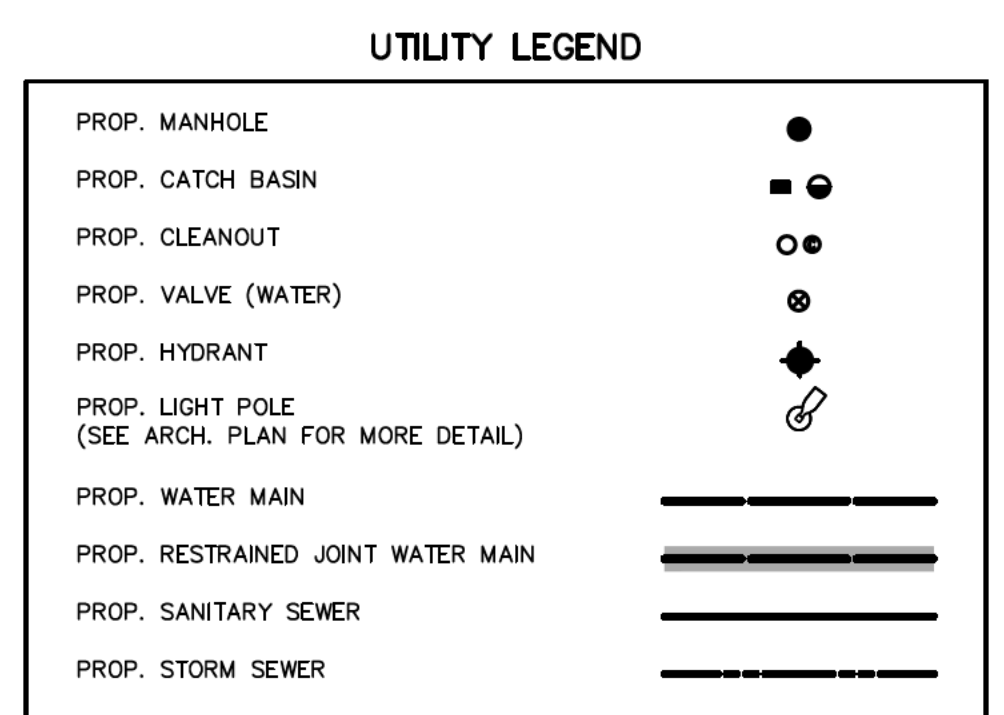 UTILITY LEGEND
PROP. MANHOLE
PROP. CATCH BASIN
PROP. CLEANOUT
PROP. VALVE (WATER)
PROP. HYDRANT
PROP. LIGHT POLE
(SEE ARCH. PLAN FOR MORE DETAIL)
PROP. WATER MAIN
PROP. RESTRAINED JOINT WATER MAIN
PROP. SANITARY SEWER
PROP. STORM SEWER